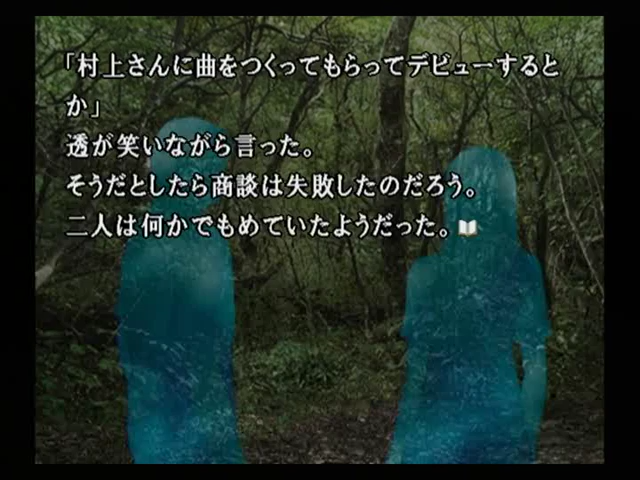 「村上さんに曲をつくってもらってデビューすると
か」
透が笑いながら言った。
そうだとしたら商談は失敗したのだろう。
二人は何かでもめていたようだった。